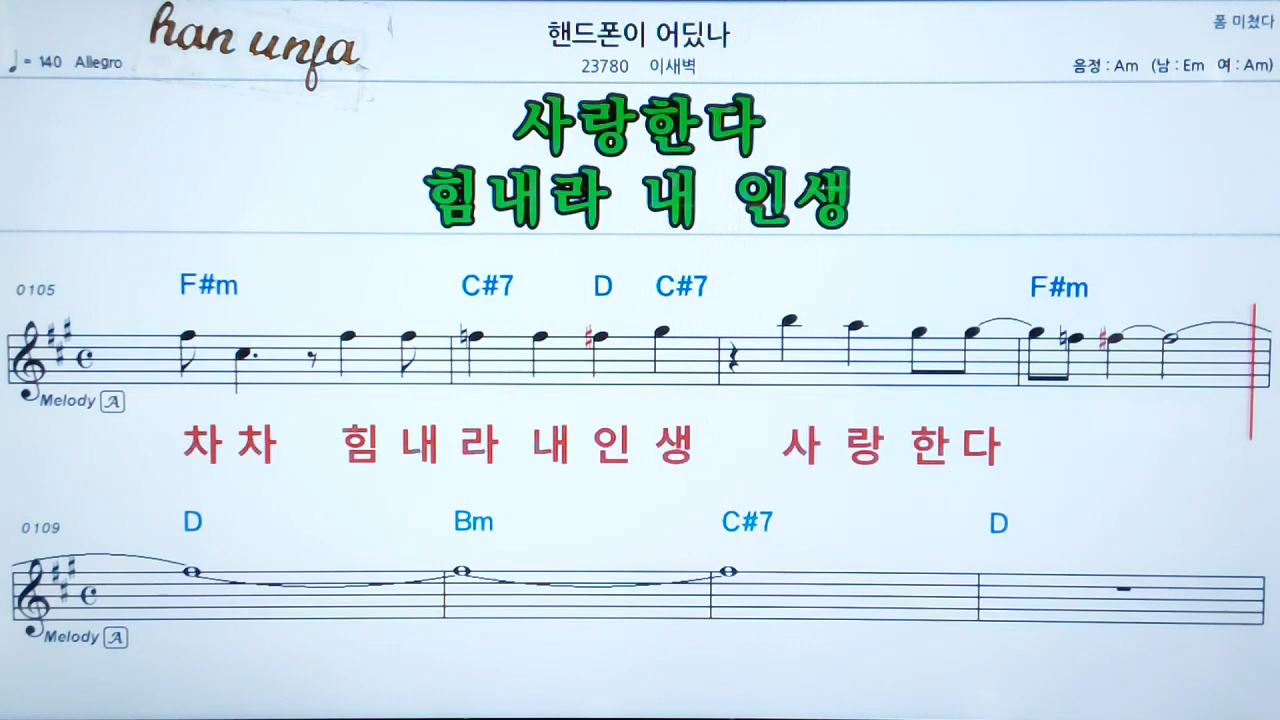 han unfa
핸드폰이 어딨나
폼 미쳤다
♩= 140 Allegro
23780 이새벽
음정 : Am (남 : Em 여 : Am)
사랑한다
힘내라 내 인생
0105 F#m C#7 D C#7 F#m
Melody A
차차 힘내라 내인생 사랑한다
0109 D Bm C#7 D
Melody A